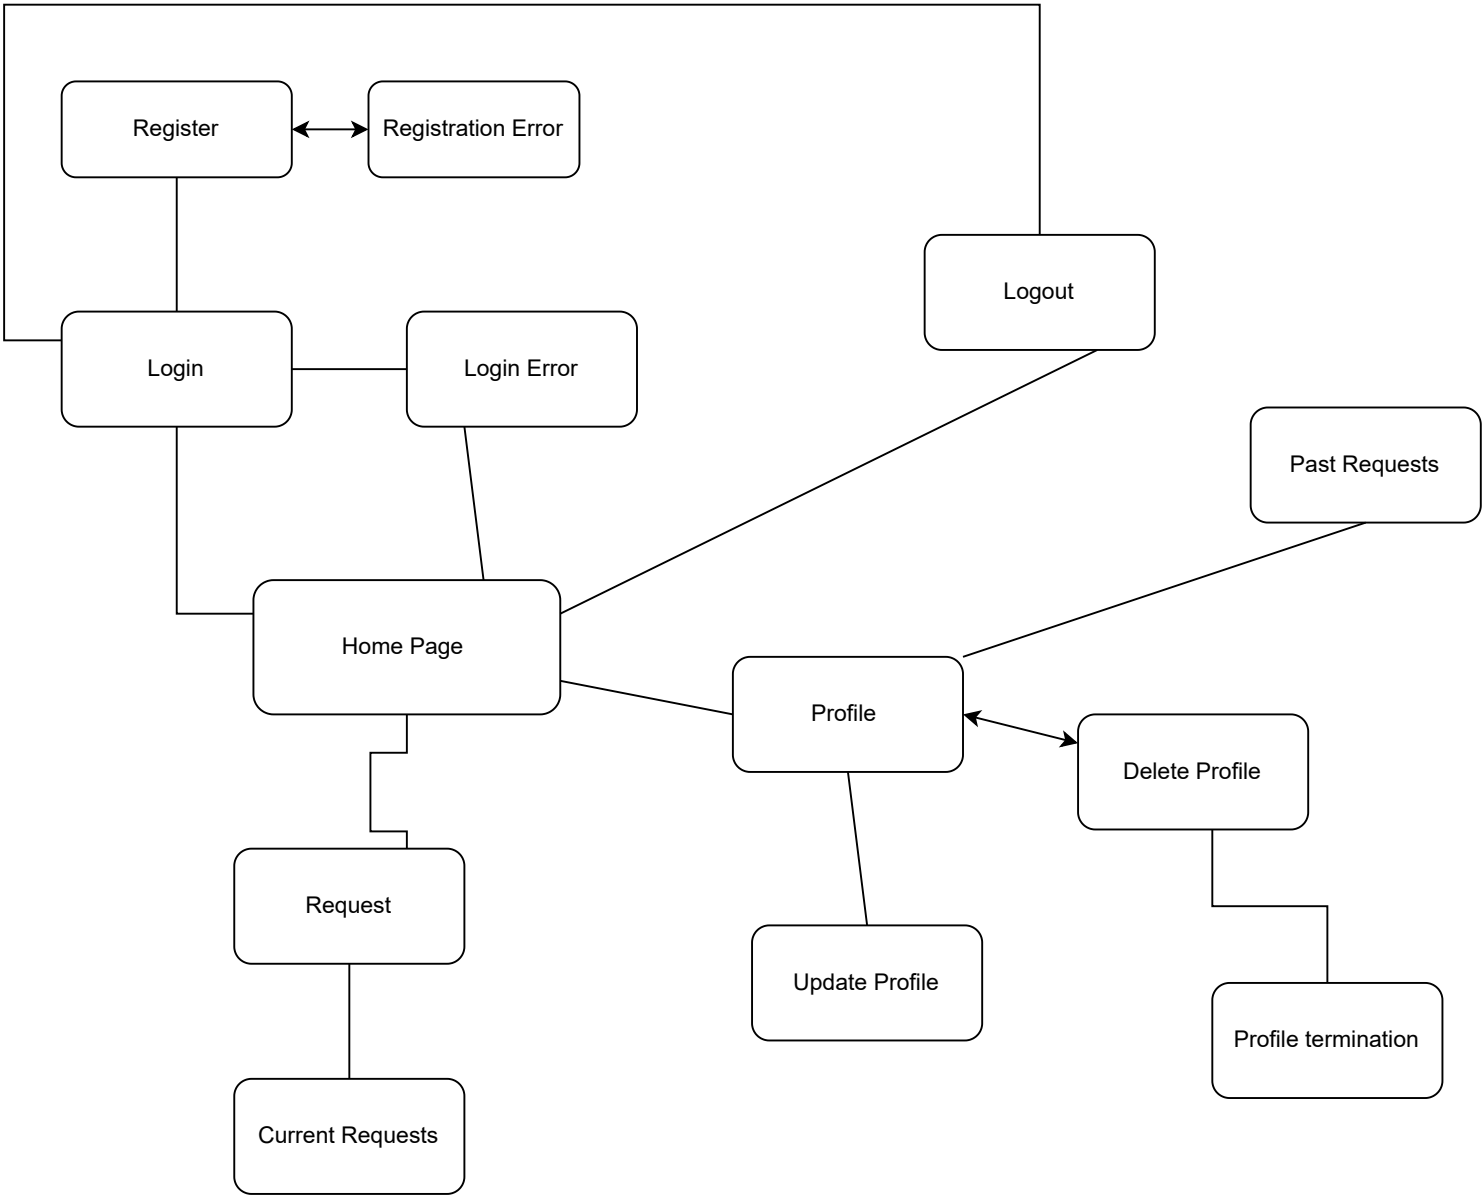 Register
Registration Error
Logout
Login
Login Error
Past Requests
Home Page
Profile
Delete Profile
Request
Update Profile
Profile termination
Current Requests